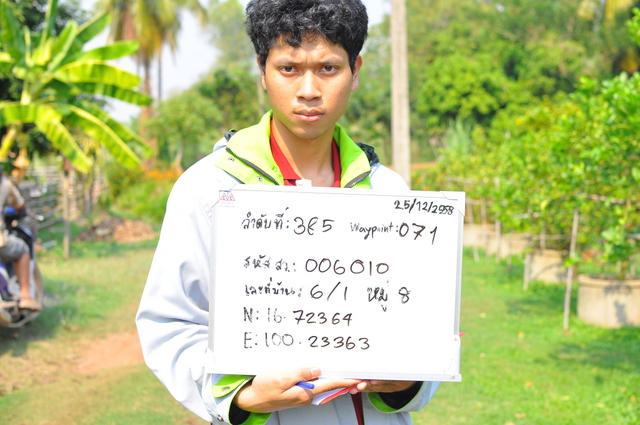 25/12/2558
ลำดับที่: 385 Waypoint: 071
รหัส สว.: 006010
เลขที่บ้าน: 6/1 หมู่ 8
N: 16.72364
E: 100.23363